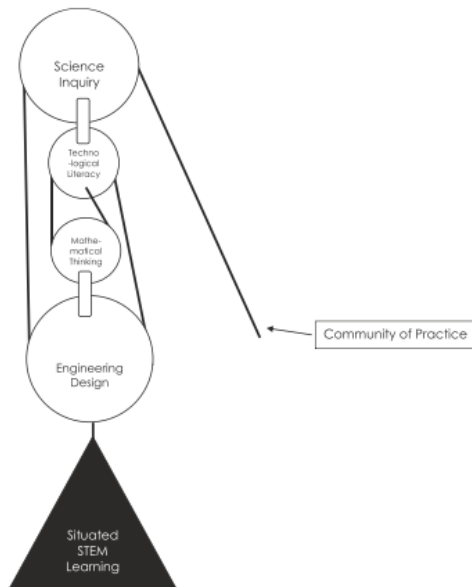 Science
Inquiry
Techno
-logical
Literacy
Mathe-
matical
Thinking
Community of Practice
Engineering
Design
Situated
STEM
Learning